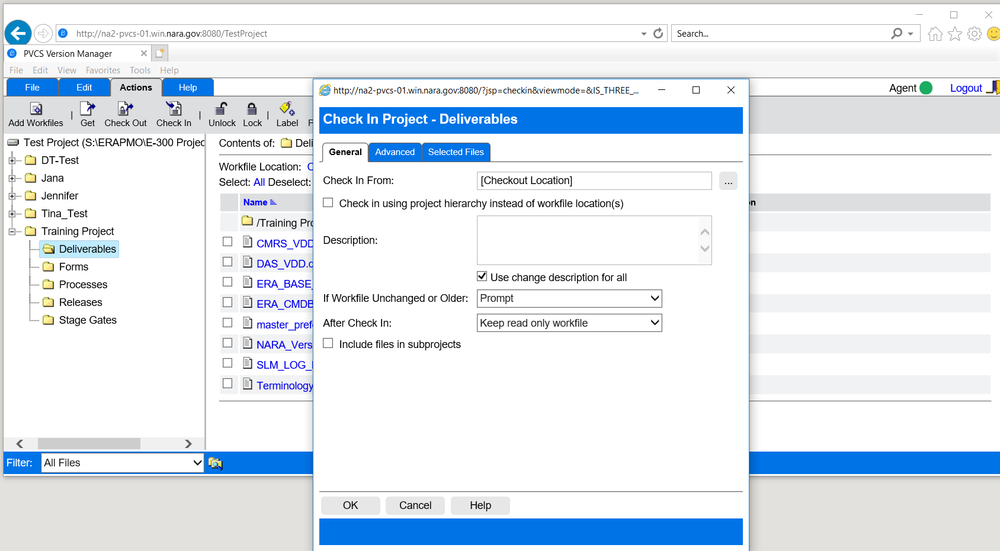 http://na2-pvcs-01.win.nara.gov:8080/TestProject
Search...
PVCS Version Manager
File Edit View Favorites Tools Help
File Edit Actions Help
Agent Logout
Add Workfiles | Get Check Out Check In | Unlock Lock | Label
Test Project (S:\ERAPMO\E-300 Projec
DT-Test
Jana
Jennifer
Tina_Test
Training Project
Deliverables
Forms
Processes
Releases
Stage Gates
Contents of: Deli
Workfile Location:
Select: All Deselect:
Name
/Training Pro
CMRS_VDD
DAS_VDD.d
ERA_BASE_
ERA_CMDB
master_pref
NARA_Vers
SLM_LOG_
Terminology
Filter: All Files
http://na2-pvcs-01.win.nara.gov:8080/?jsp=checkin&viewmode=&IS_THREE_...
Check In Project - Deliverables
General Advanced Selected Files
Check In From: [Checkout Location] ...
Check in using project hierarchy instead of workfile location(s)
Description:
Use change description for all
If Workfile Unchanged or Older: Prompt
After Check In: Keep read only workfile
Include files in subprojects
OK Cancel Help